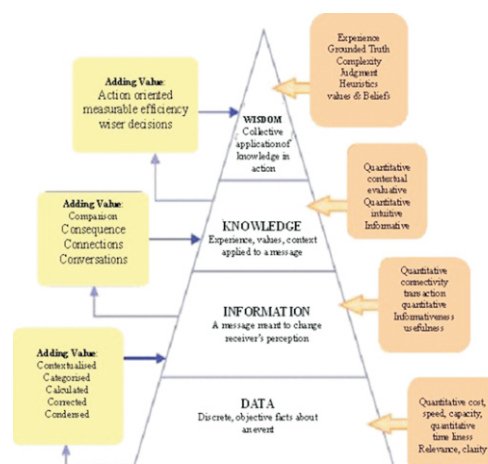 Experience
Grounded Truth
Complexity
Judgment
Heuristics
values & Beliefs
Adding Value:
Action oriented
measurable efficiency
wiser decisions
WISDOM
Collective
application of
knowledge in
action
Quantitative
contextual
evaluative
Quantitative
intuitive
Informative
Adding Value:
Comparison
Consequence
Connections
Conversations
KNOWLEDGE
Experience, values, context
applied to a message
Quantitative
connectivity
transaction
quantitative
Informativeness
usefulness
INFORMATION
A message meant to change
receiver's perception
Adding Value:
Contextualised
Categorised
Calculated
Corrected
Condensed
DATA
Discrete, objective facts about
an event
Quantitative cost,
speed, capacity,
quantitative
time liness
Relevance, clarity